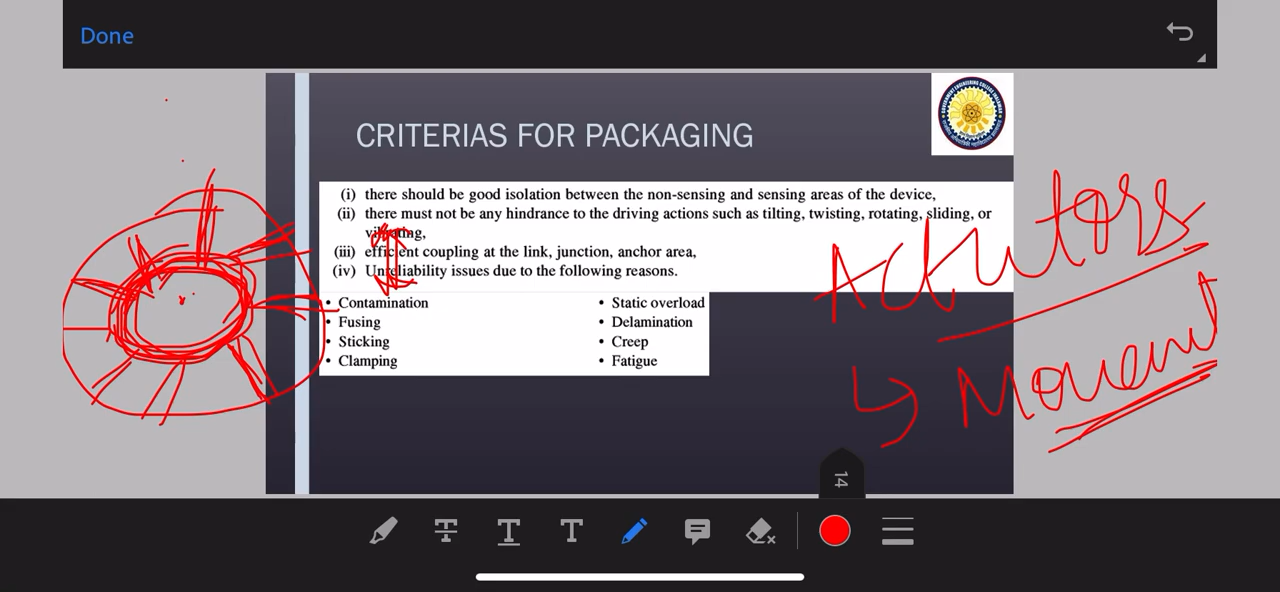 Done
CRITERIAS FOR PACKAGING
(i) there should be good isolation between the non-sensing and sensing areas of the device,
(ii) there must not be any hindrance to the driving actions such as tilting, twisting, rotating, sliding, or
vibrating,
(iii) efficient coupling at the link, junction, anchor area,
(iv) Unreliability issues due to the following reasons.
• Contamination
• Fusing
• Sticking
• Clamping
• Static overload
• Delamination
• Creep
• Fatigue
Movement
14